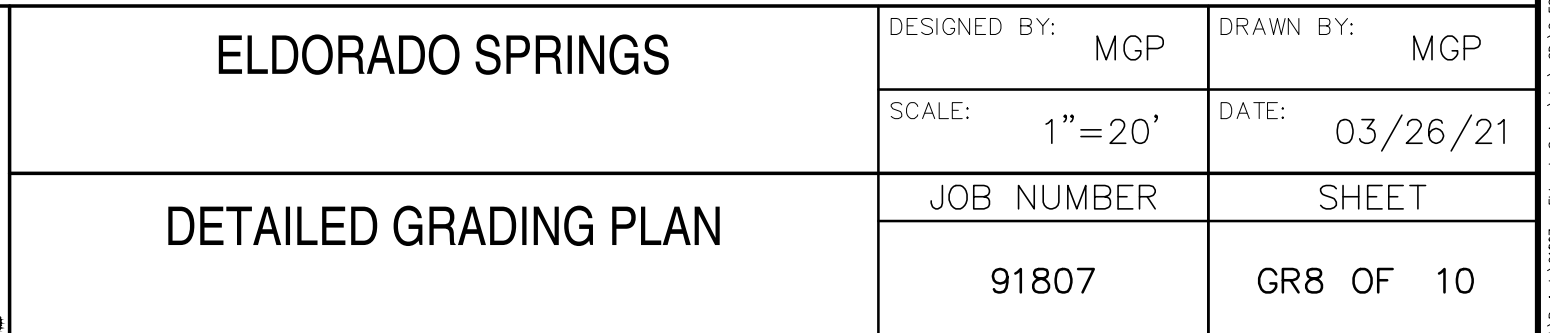 ELDORADO SPRINGS
DESIGNED BY: MGP
DRAWN BY: MGP
SCALE: 1"=20'
DATE: 03/26/21
DETAILED GRADING PLAN
JOB NUMBER
91807
SHEET
GR8 OF 10